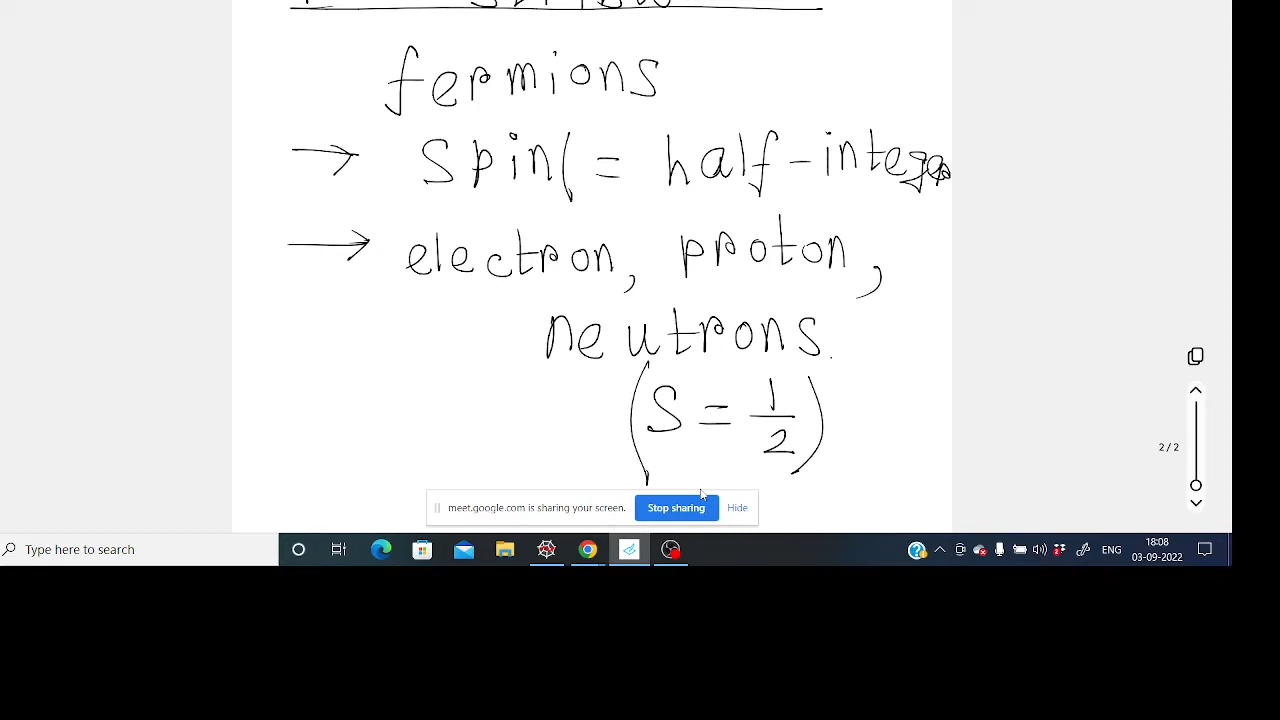 fermions
→ spin( = half-integer
→ electron, proton,
neutrons.
(S = 1/2)
2 / 2
meet.google.com is sharing your screen. Stop sharing Hide
Type here to search
ENG
18:08
03-09-2022